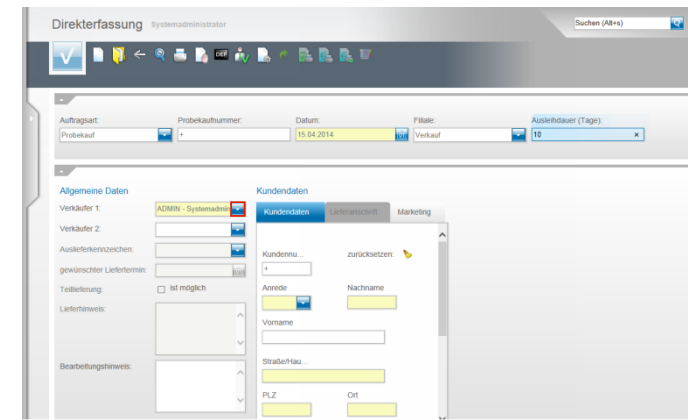 Direkterfassung Systemadministrator
Suchen (Alt+s)
DEF
Auftragsart: Probekaufnummer: Datum: Filiale: Ausleihdauer (Tage):
Probekauf + 15.04.2014 Verkauf 10 ×
Allgemeine Daten Kundendaten
Verkäufer 1: ADMIN - Systemadmin
Kundendaten Lieferanschrift Marketing
Verkäufer 2:
Auslieferkennzeichen:
Kundennu... zurücksetzen:
gewünschter Liefertermin:
+
Teillieferung: ist möglich
Anrede Nachname
Lieferhinweis:
Vorname
Straße/Hau...
Bearbeitungshinweis:
PLZ Ort